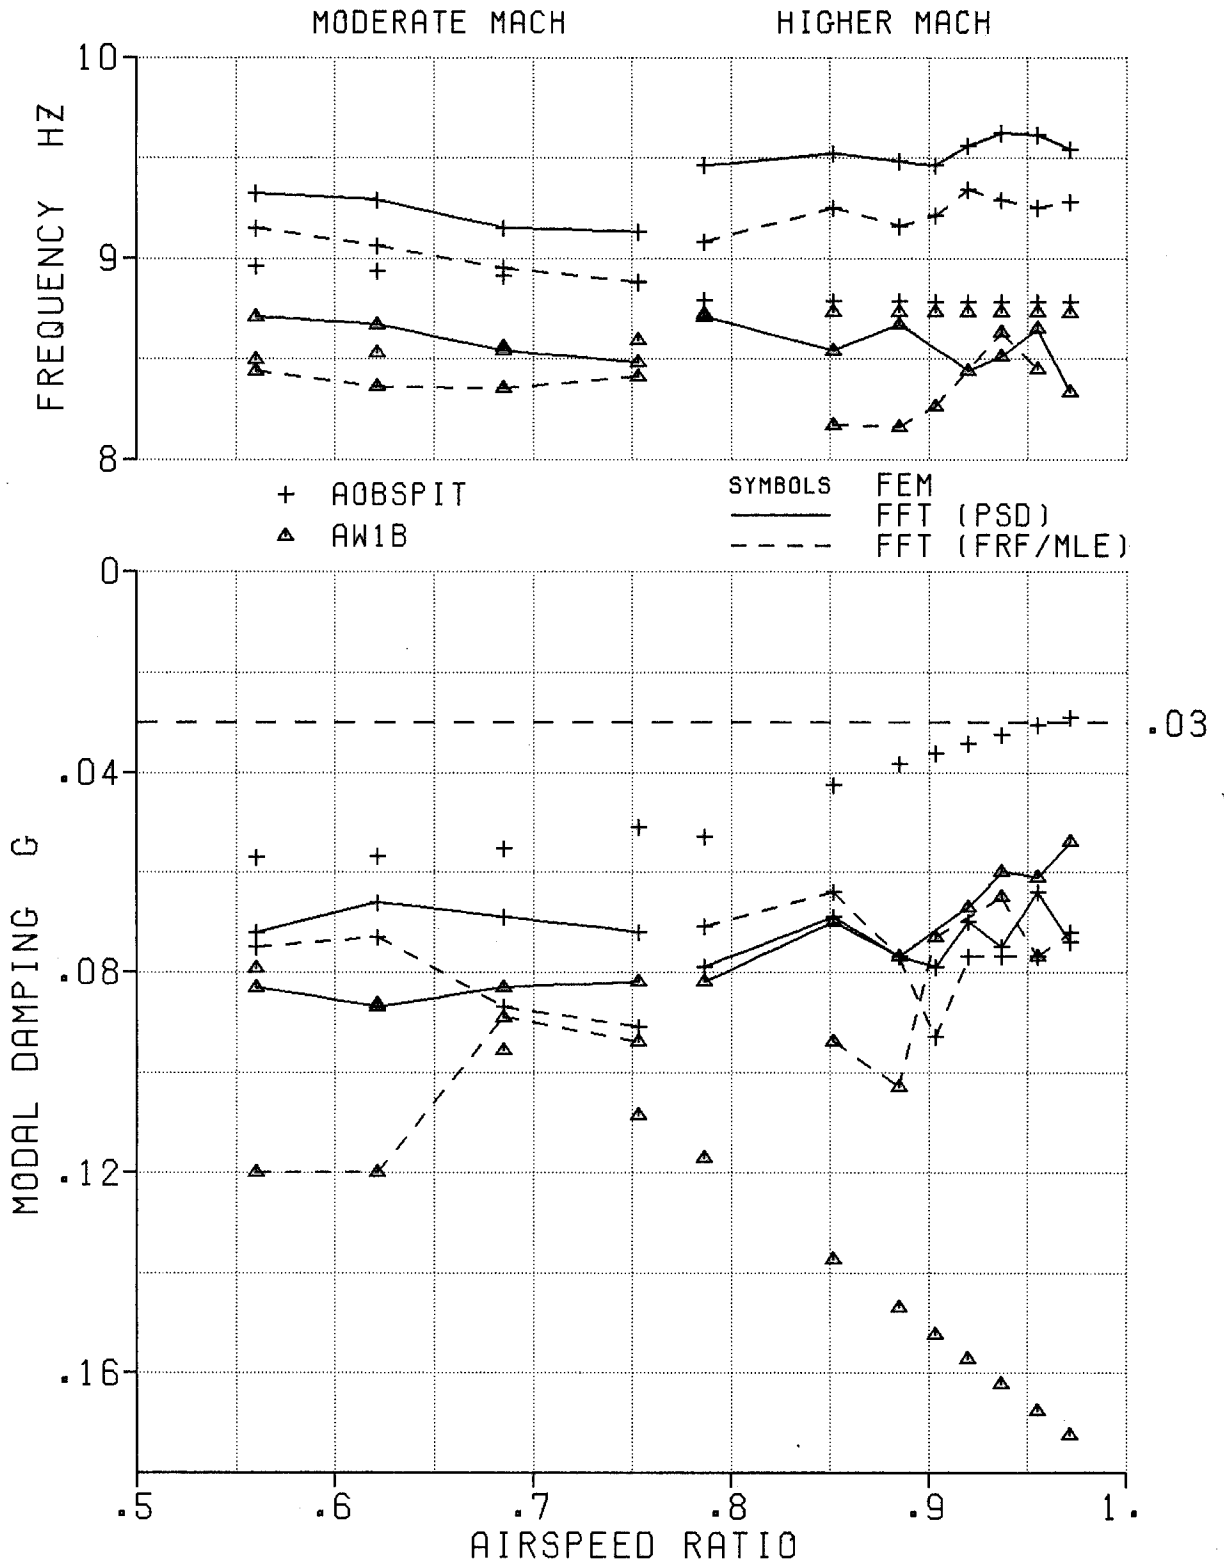 MODERATE MACH
HIGHER MACH
10
9
8
FREQUENCY HZ
+ AOBSPIT
AW1B
SYMBOLS FEM
FFT (PSD)
FFT (FRF/MLE)
0
.04
.08
.12
.16
.03
MODAL DAMPING G
.5 .6 .7 .8 .9 1.
AIRSPEED RATIO